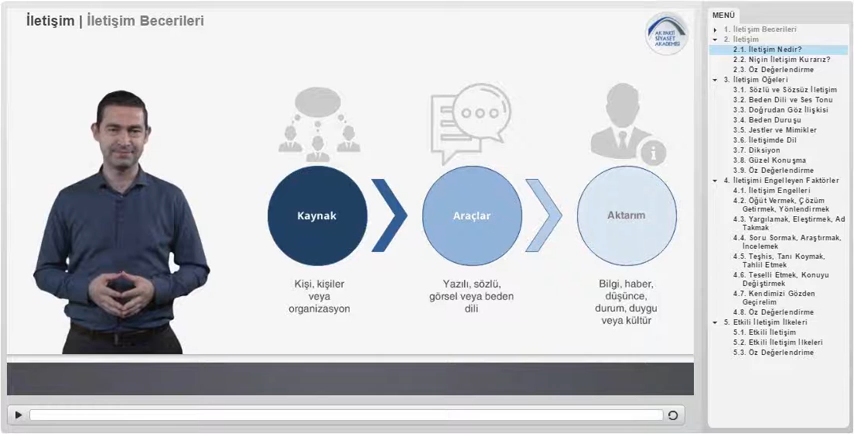 İletişim | İletişim Becerileri
AK PARTİ
SİYASET
AKADEMİSİ
Kaynak
Araçlar
Aktarım
Kişi, kişiler
veya
organizasyon
Yazılı, sözlü,
görsel veya beden
dili
Bilgi, haber,
düşünce,
durum, duygu
veya kültür
MENÜ
1. İletişim Becerileri
2. İletişim
2.1. İletişim Nedir?
2.2. Niçin İletişim Kurarız?
2.3. Öz Değerlendirme
3. İletişim Öğeleri
3.1. Sözlü ve Sözsüz İletişim
3.2. Beden Dili ve Ses Tonu
3.3. Doğrudan Göz İlişkisi
3.4. Beden Duruşu
3.5. Jestler ve Mimikler
3.6. İletişimde Dil
3.7. Diksiyon
3.8. Güzel Konuşma
3.9. Öz Değerlendirme
4. İletişimi Engelleyen Faktörler
4.1. İletişim Engelleri
4.2. Öğüt Vermek, Çözüm
Getirmek, Yönlendirmek
4.3. Yargılamak, Eleştirmek, Ad
Takmak
4.4. Soru Sormak, Araştırmak,
İncelemek
4.5. Teşhis, Tanı Koymak,
Tahlil Etmek
4.6. Teselli Etmek, Konuyu
Değiştirmek
4.7. Kendimizi Gözden
Geçirelim
4.8. Öz Değerlendirme
5. Etkili İletişim İlkeleri
5.1. Etkili İletişim
5.2. Etkili İletişim İlkeleri
5.3. Öz Değerlendrime